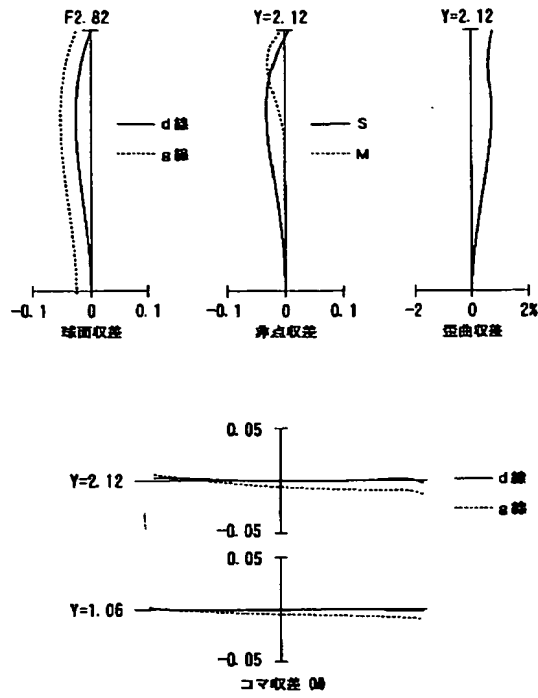 F2.82
Y=2.12
Y=2.12
d線
g線
S
M
-0.1 0 0.1
-0.1 0 0.1
-2 0 2%
球面収差
非点収差
歪曲収差
0.05
Y=2.12
-0.05
d線
g線
0.05
Y=1.06
-0.05
コマ収差